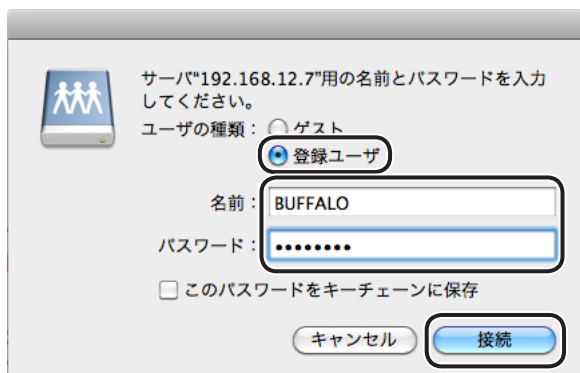 サーバ"192.168.12.7"用の名前とパスワードを入力
してください。
ユーザの種類： ゲスト
登録ユーザ
名前： BUFFALO
パスワード： ••••••••
このパスワードをキーチェーンに保存
キャンセル 接続